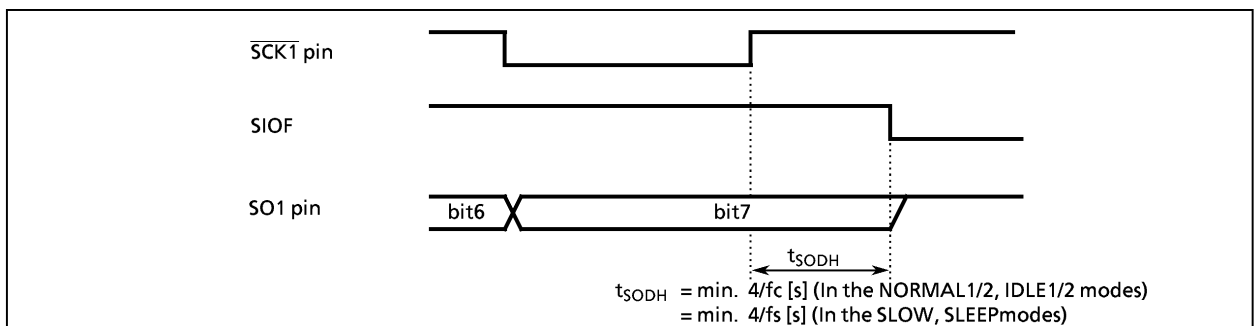 SCK1 pin
SIOF
SO1 pin
bit6
bit7
tSODH
tSODH = min. 4/fc [s] (In the NORMAL1/2, IDLE1/2 modes)
= min. 4/fs [s] (In the SLOW, SLEEPmodes)